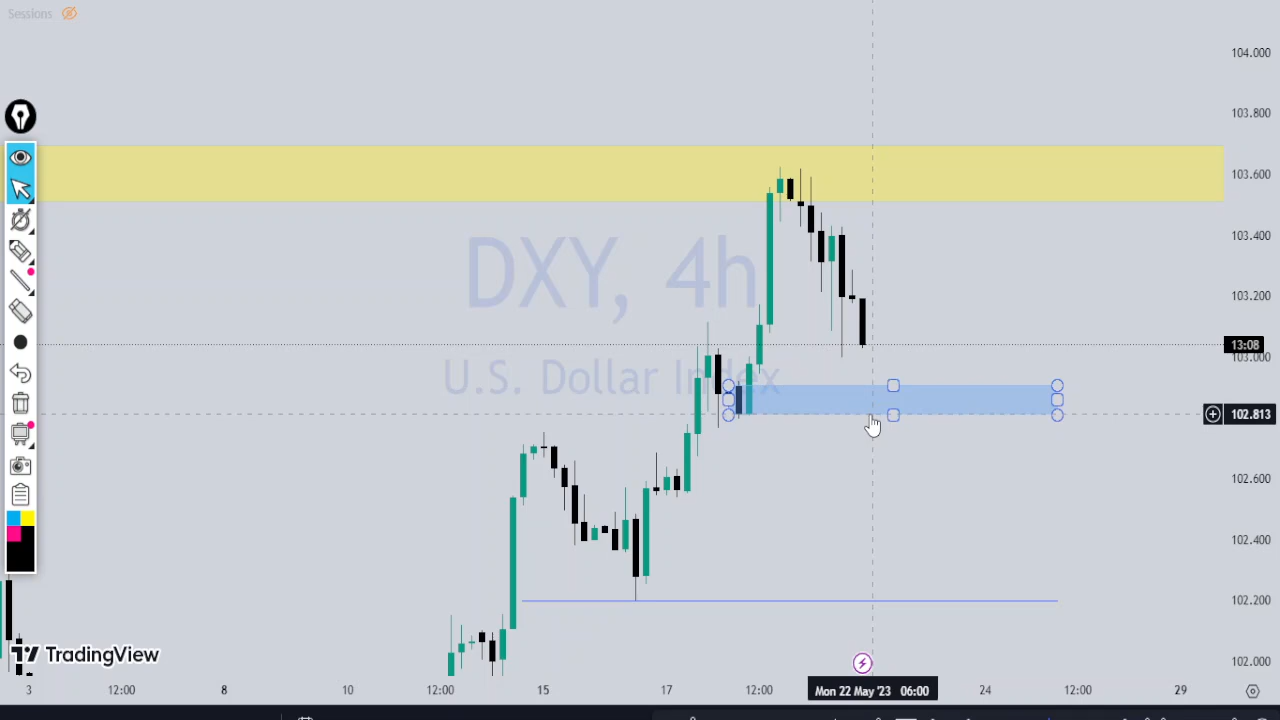 Sessions
104.000
103.800
103.600
DXY, 4h
103.400
103.200
13:08
103.000
U.S. Dollar Index
102.813
102.600
102.400
102.200
102.000
TradingView
3 12:00 8 10 12:00 15 17 12:00 Mon 22 May '23 06:00 24 12:00 29